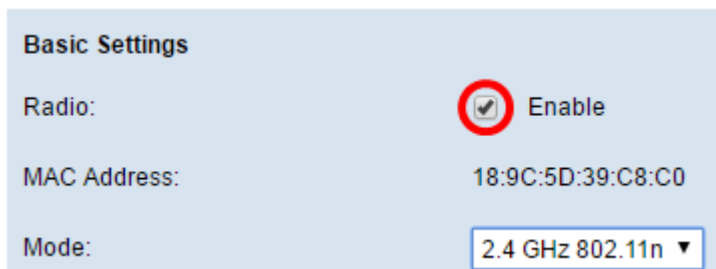 Basic Settings
Radio: Enable
MAC Address: 18:9C:5D:39:C8:C0
Mode: 2.4 GHz 802.11n